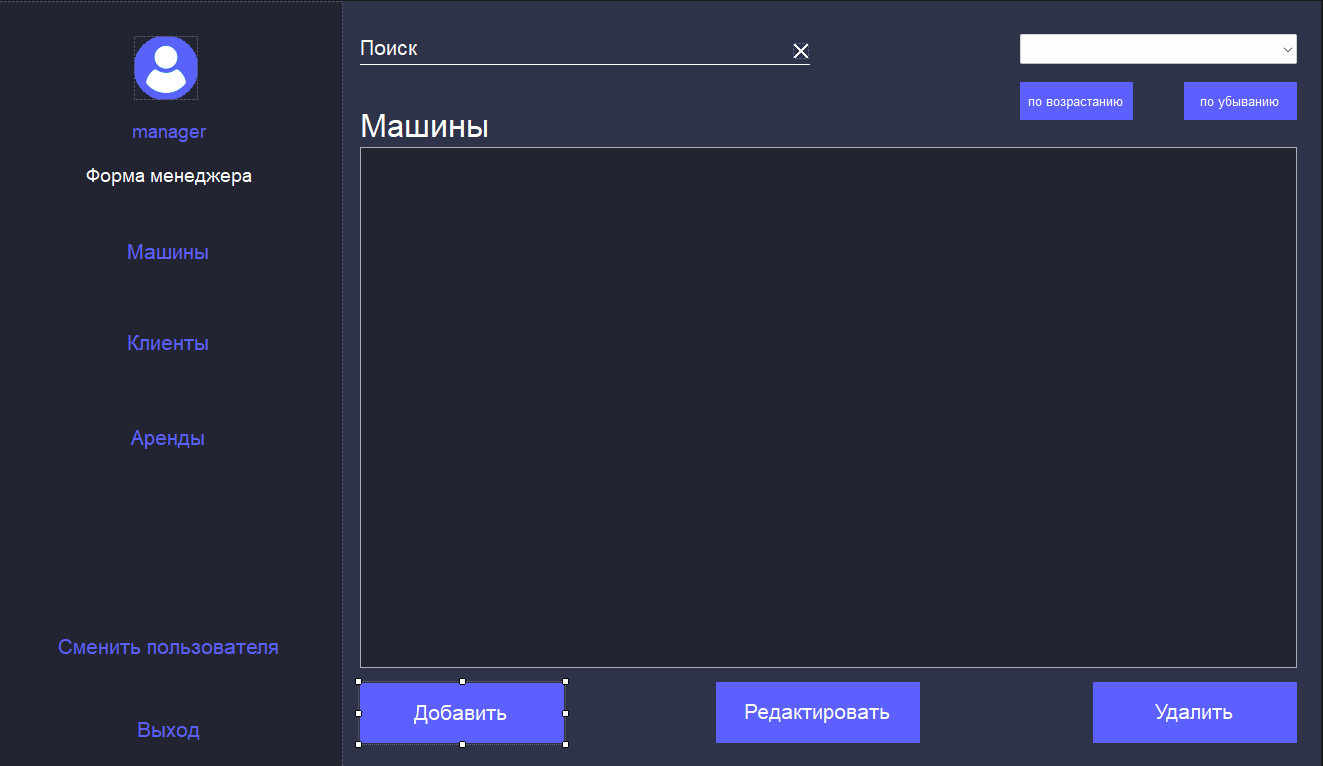 manager
Форма менеджера
Машины
Клиенты
Аренды
Сменить пользователя
Выход
Поиск
по возрастанию
по убыванию
Машины
Добавить
Редактировать
Удалить